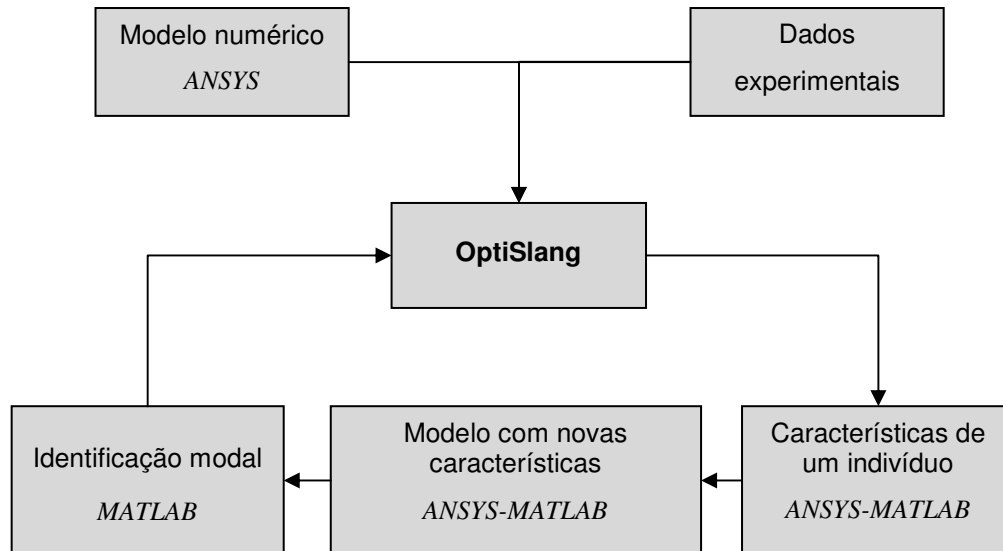 Modelo numérico
ANSYS
Dados
experimentais
OptiSlang
Identificação modal
MATLAB
Modelo com novas
características
ANSYS-MATLAB
Características de
um indivíduo
ANSYS-MATLAB